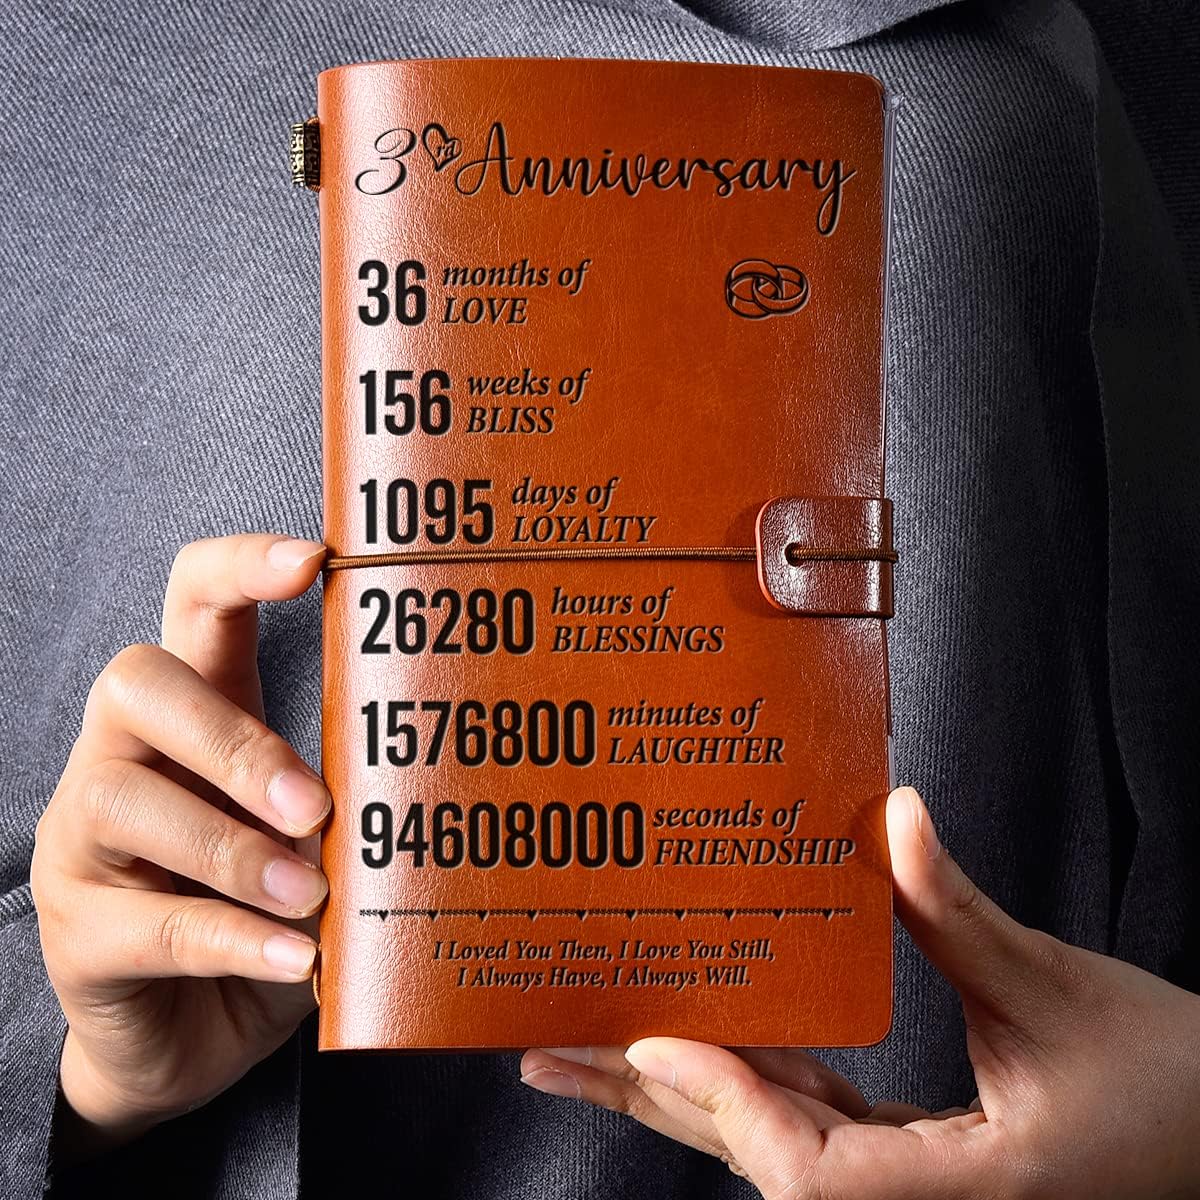 3rd Anniversary
36 months of
LOVE
156 weeks of
BLISS
1095 days of
LOYALTY
26280 hours of
BLESSINGS
1576800 minutes of
LAUGHTER
94608000 seconds of
FRIENDSHIP
I Loved You Then, I Love You Still,
I Always Have, I Always Will.